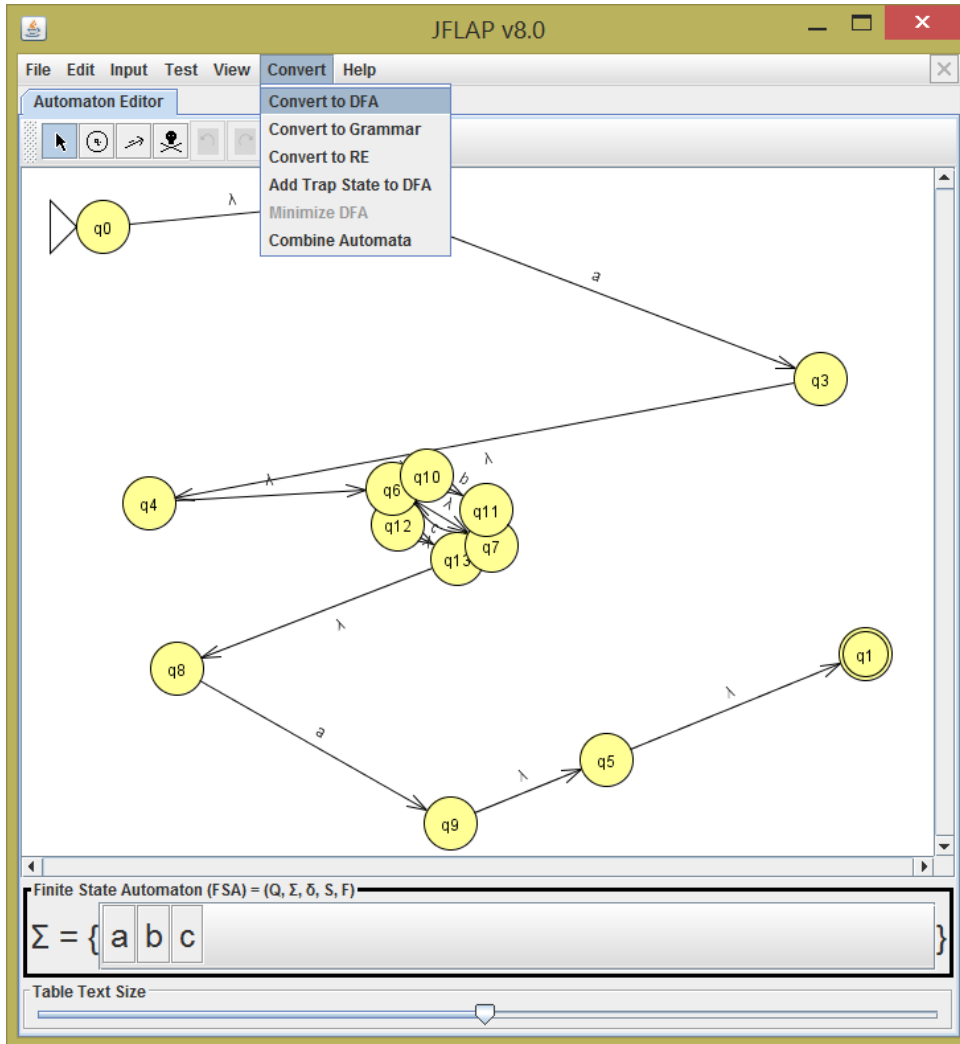 JFLAP v8.0
File Edit Input Test View Convert Help
Automaton Editor
Convert to DFA
Convert to Grammar
Convert to RE
Add Trap State to DFA
Minimize DFA
Combine Automata
q0
λ
a
q3
λ
q4
λ
q6
q10
b
q11
λ
q12
c
q13
q7
λ
q8
a
q9
λ
q5
λ
q1
Finite State Automaton (FSA) = (Q, Σ, δ, S, F)
Σ = { a b c }
Table Text Size